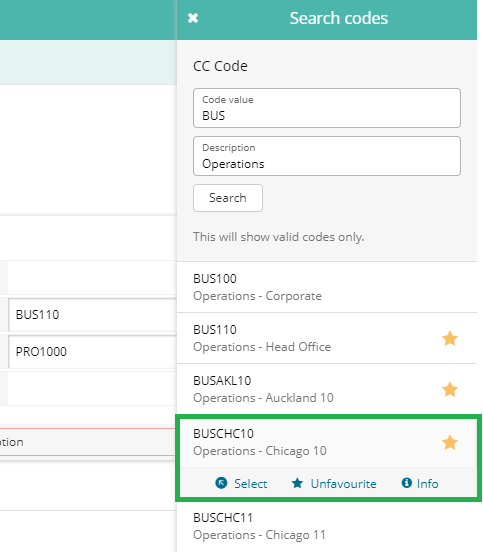 ✖ Search codes
CC Code
Code value
BUS
Description
Operations
Search
This will show valid codes only.
BUS100
Operations - Corporate
BUS110
Operations - Head Office
BUSAKL10
Operations - Auckland 10
BUSCHC10
Operations - Chicago 10
Select Unfavourite Info
BUSCHC11
Operations - Chicago 11
BUS110
PRO1000